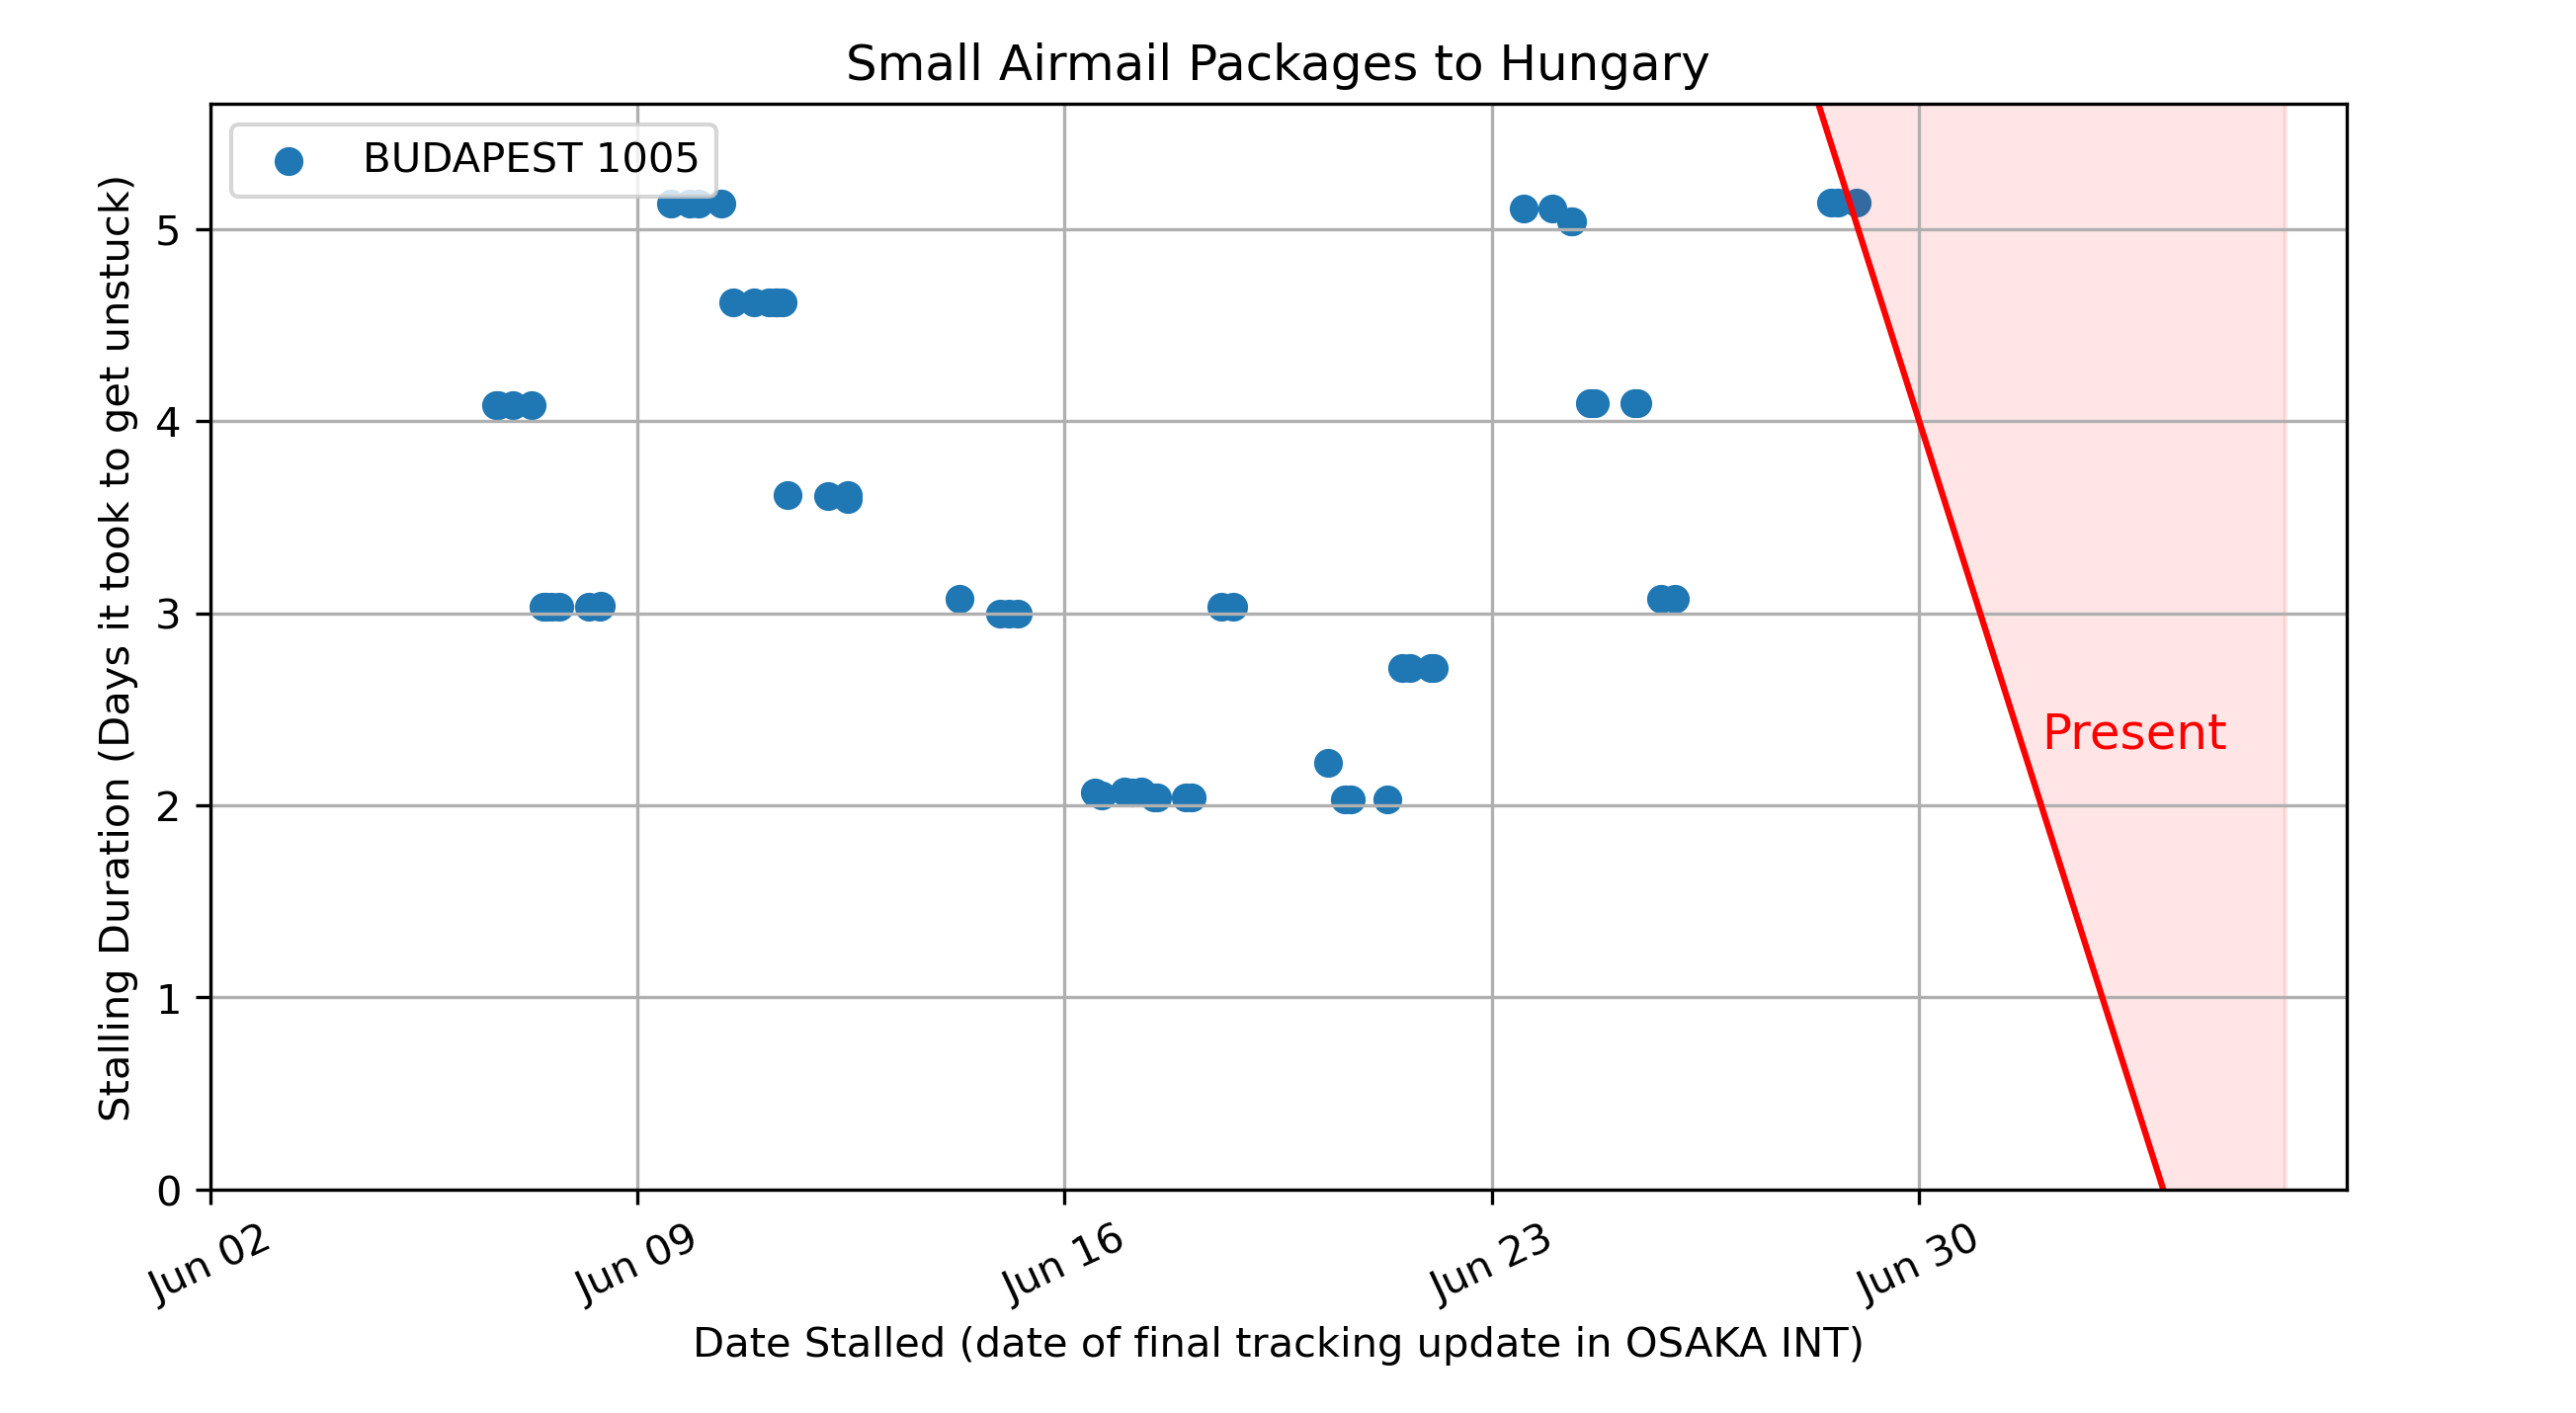 Small Airmail Packages to Hungary
BUDAPEST 1005
Stalling Duration (Days it took to get unstuck)
5
4
3
2
1
0
Present
Jun 02
Jun 09
Jun 16
Jun 23
Jun 30
Date Stalled (date of final tracking update in OSAKA INT)